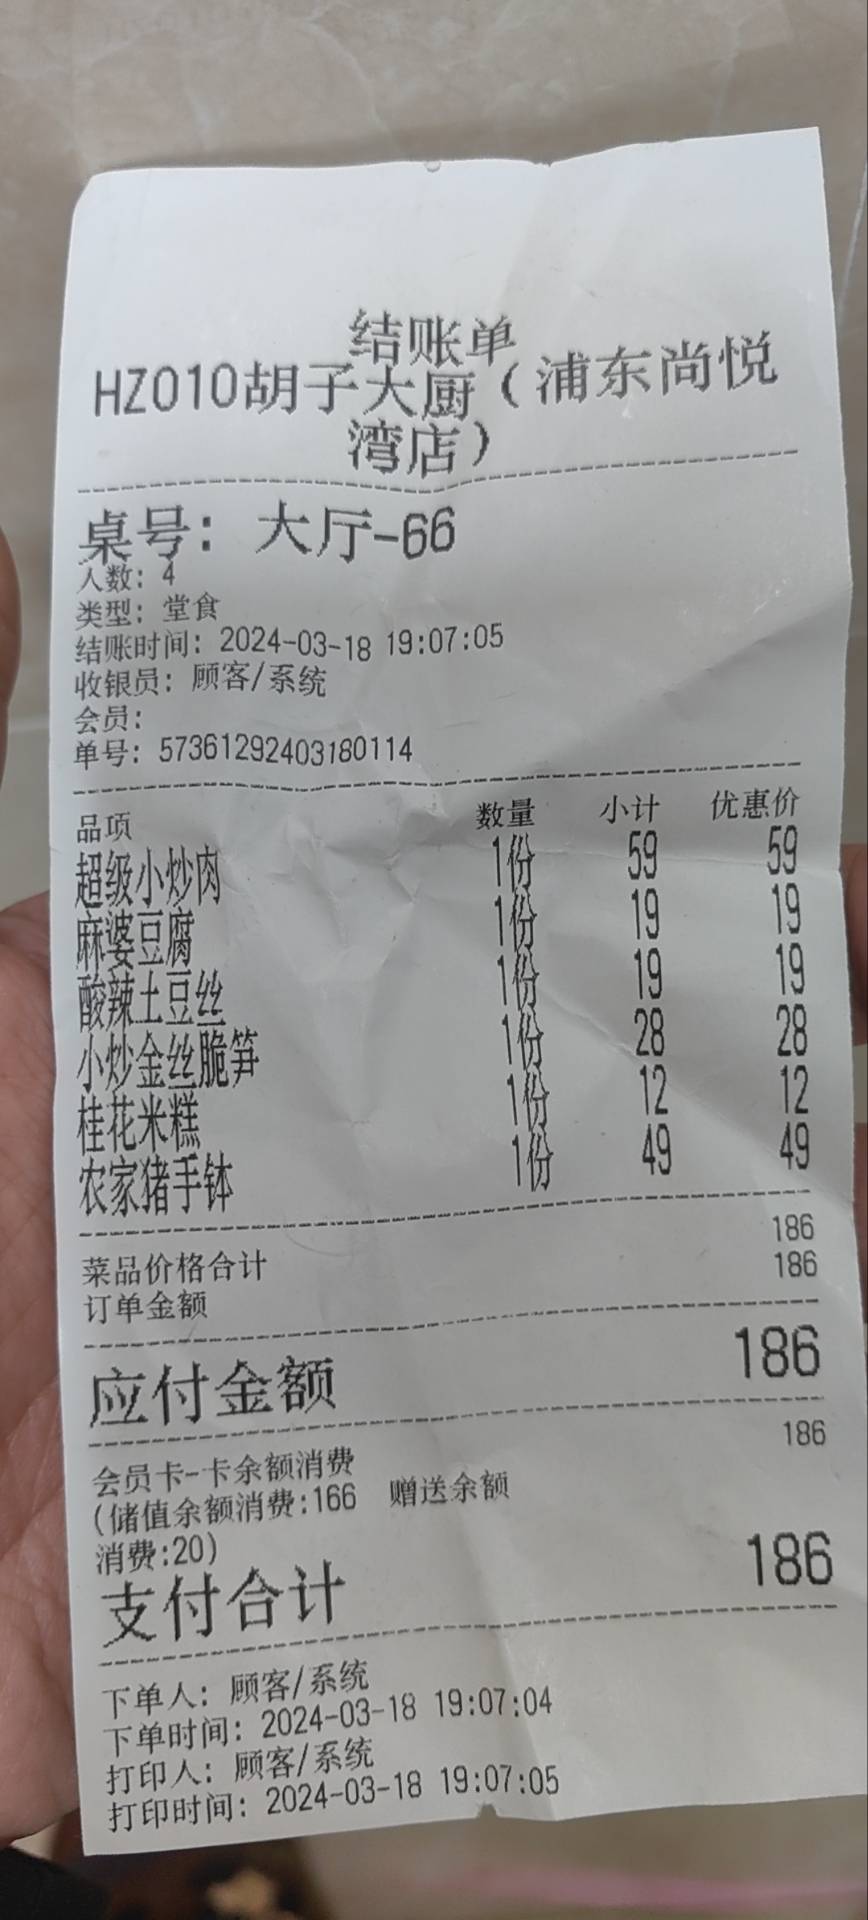 结账单
HZ010胡子大厨（浦东尚悦
湾店）
桌号：大厅-66
人数：4
类型：堂食
结账时间：2024-03-18 19:07:05
收银员：顾客/系统
会员：
单号：57361292403180114
品项 数量 小计 优惠价
超级小炒肉 1份 59 59
麻婆豆腐 1份 19 19
酸辣土豆丝 1份 19 19
小炒金丝脆笋 1份 28 28
桂花米糕 1份 12 12
农家猪手钵 1份 49 49
菜品价格合计 186
订单金额 186
应付金额 186
会员卡-卡余额消费 186
(储值余额消费:166 赠送余额
消费:20)
支付合计 186
下单人：顾客/系统
下单时间：2024-03-18 19:07:04
打印人：顾客/系统
打印时间：2024-03-18 19:07:05